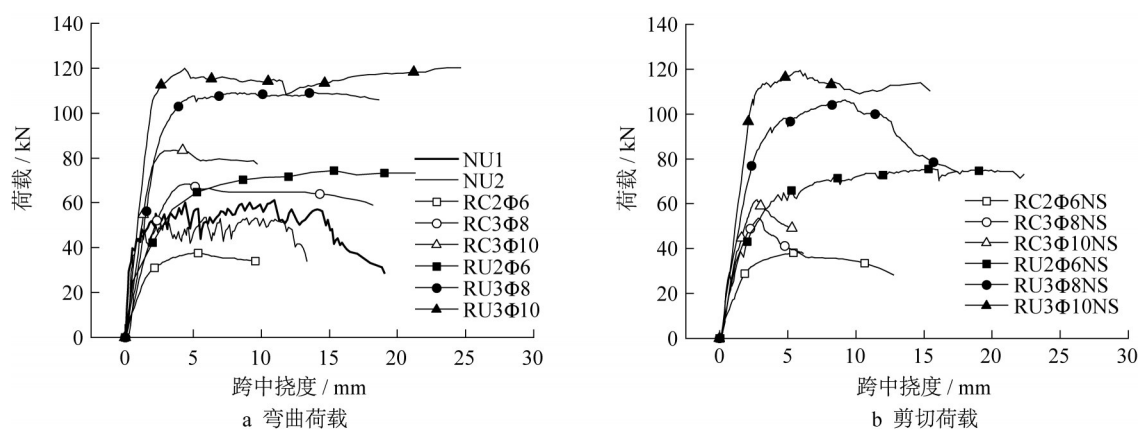 140
120
100
80
60
40
20
0
荷载 / kN
0 5 10 15 20 25 30
跨中挠度 / mm
NU1
NU2
RC2Φ6
RC3Φ8
RC3Φ10
RU2Φ6
RU3Φ8
RU3Φ10
a 弯曲荷载
140
120
100
80
60
40
20
0
荷载 / kN
0 5 10 15 20 25 30
跨中挠度 / mm
RC2Φ6NS
RC3Φ8NS
RC3Φ10NS
RU2Φ6NS
RU3Φ8NS
RU3Φ10NS
b 剪切荷载